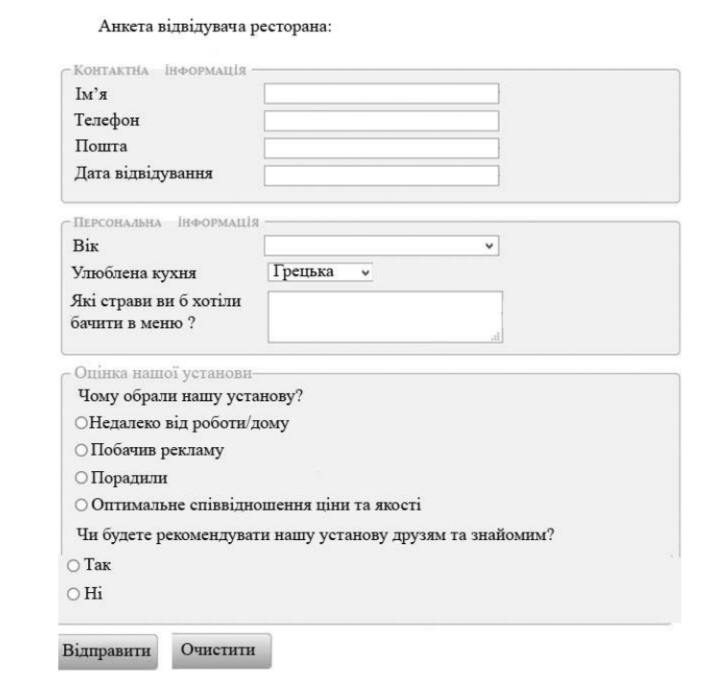 Анкета відвідувача ресторана:
Контактна інформація
Ім’я
Телефон
Пошта
Дата відвідування
Персональна інформація
Вік
Улюблена кухня Грецька
Які страви ви б хотіли
бачити в меню ?
Оцінка нашої установи
Чому обрали нашу установу?
Недалеко від роботи/дому
Побачив рекламу
Порадили
Оптимальне співвідношення ціни та якості
Чи будете рекомендувати нашу установу друзям та знайомим?
Так
Ні
Відправити Очистити